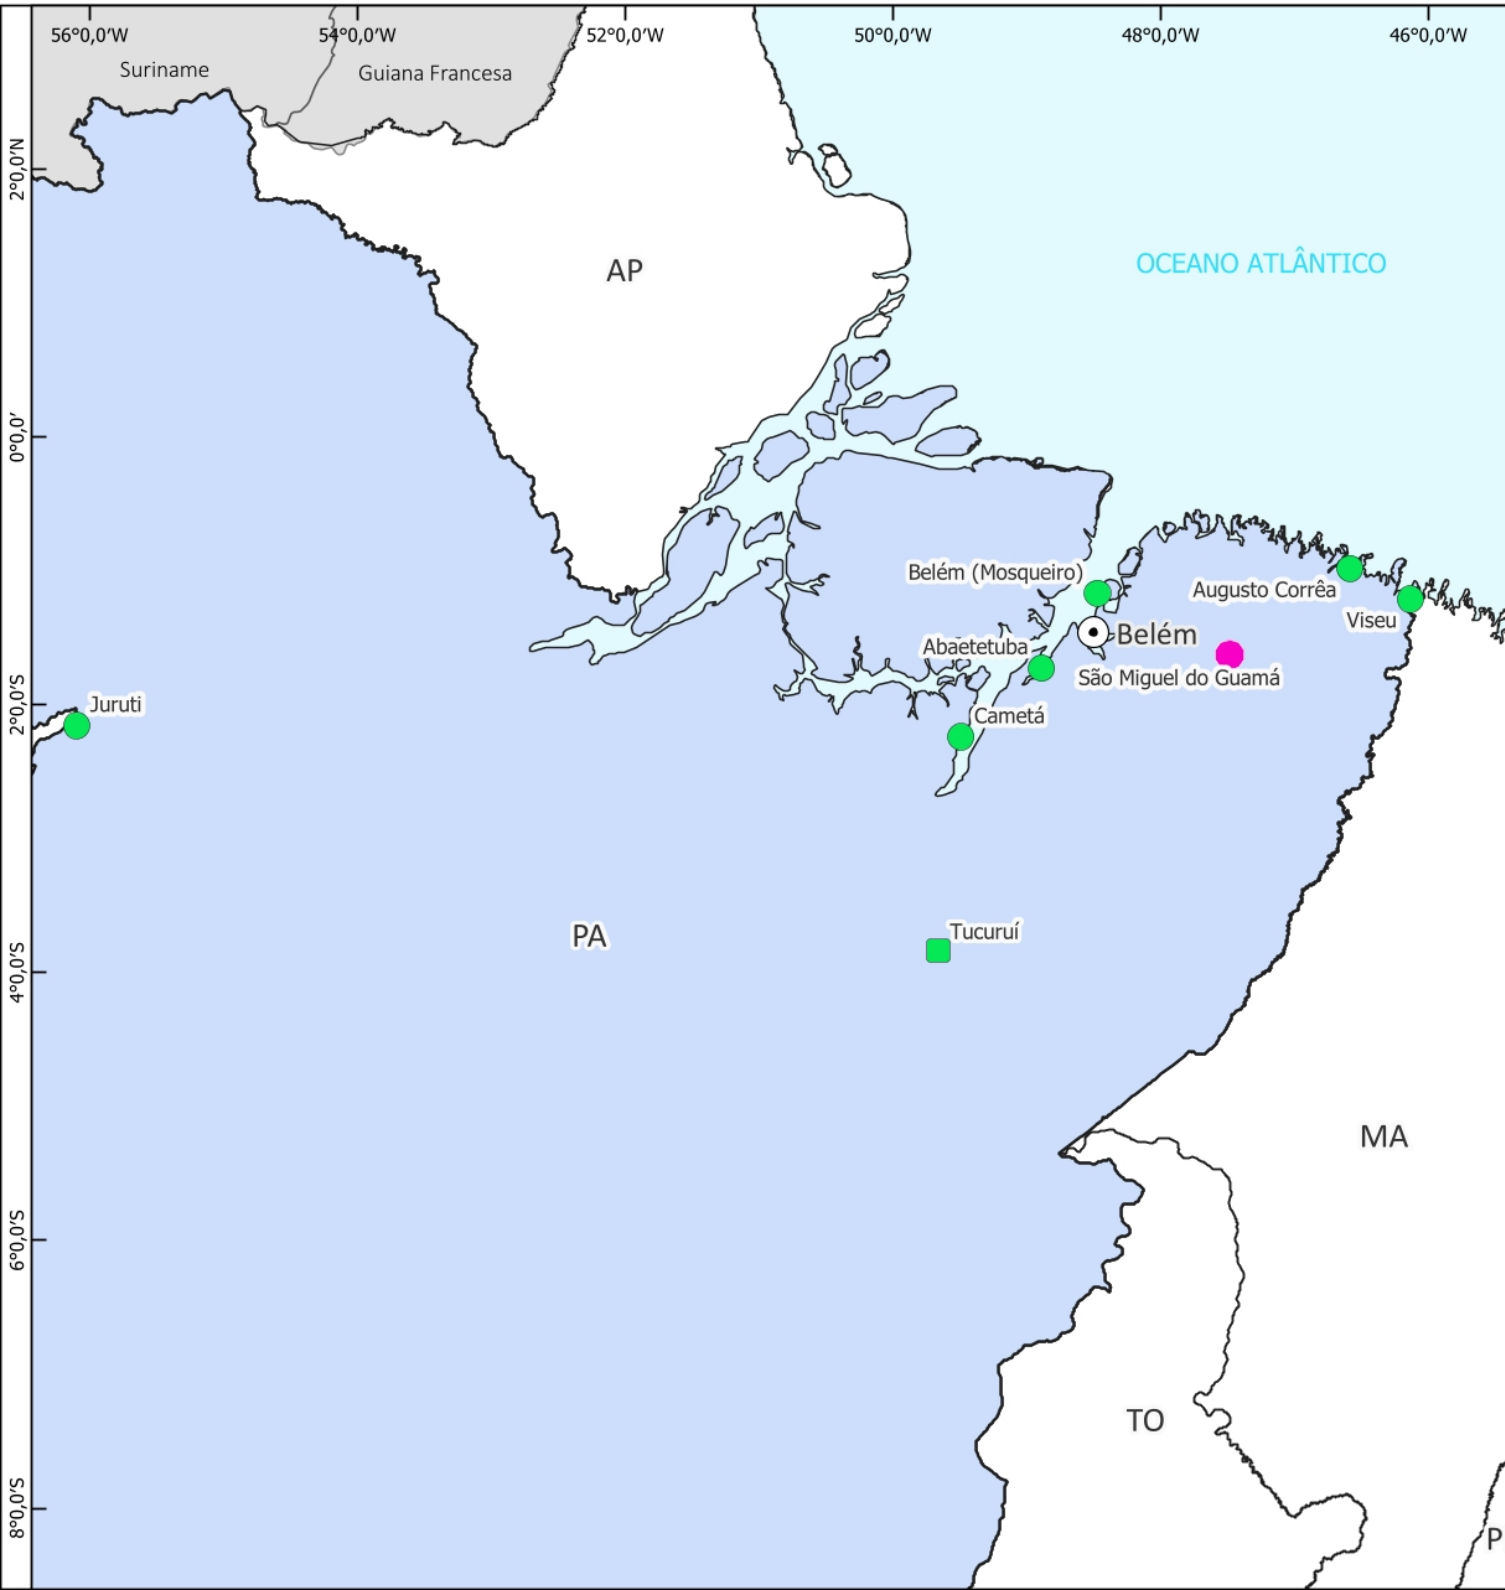 56°0,0'W
54°0,0'W
52°0,0'W
50°0,0'W
48°0,0'W
46°0,0'W
Suriname
Guiana Francesa
2°0,0'N
OCEANO ATLÂNTICO
AP
0°0,0'
Belém (Mosqueiro)
Augusto Corrêa
Viseu
Belém
Abaetetuba
São Miguel do Guamá
2°0,0'S
Juruti
Cametá
Tucuruí
PA
4°0,0'S
MA
6°0,0'S
TO
8°0,0'S
P